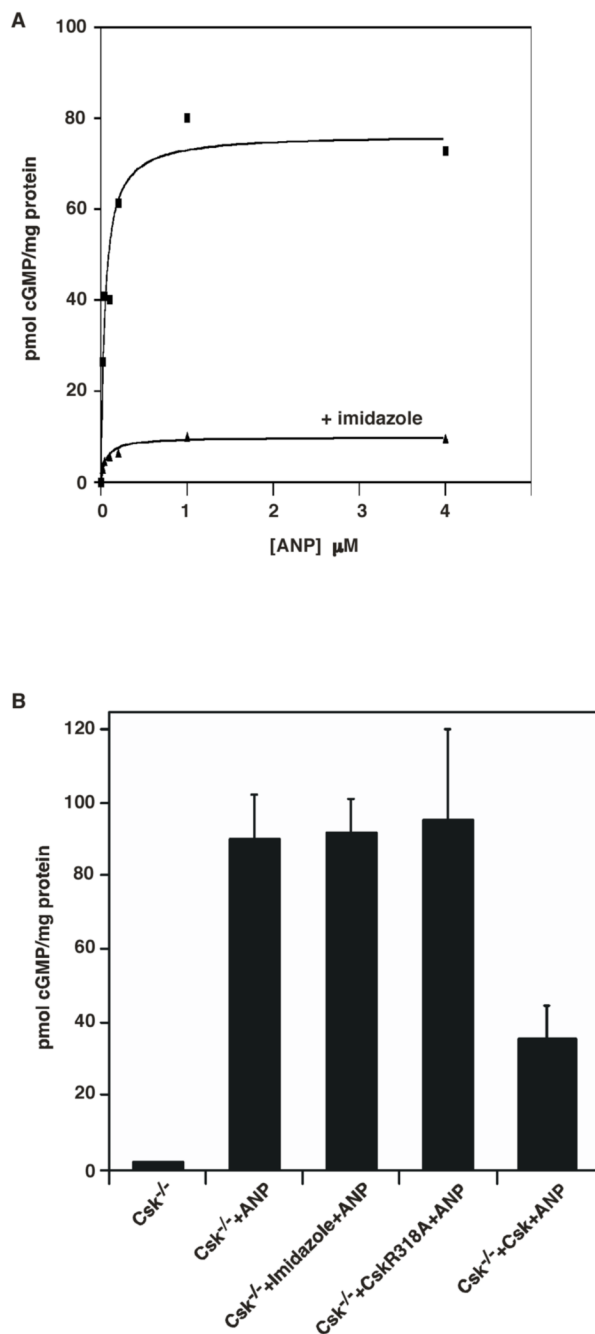 A
100
80
60
40
20
0
pmol cGMP/mg protein
+ imidazole
0 1 2 3 4
[ANP] µM
B
120
100
80
60
40
20
0
pmol cGMP/mg protein
Csk-/-
Csk-/-+ANP
Csk-/-+Imidazole+ANP
Csk-/-+CskR318A+ANP
Csk-/-+Csk+ANP